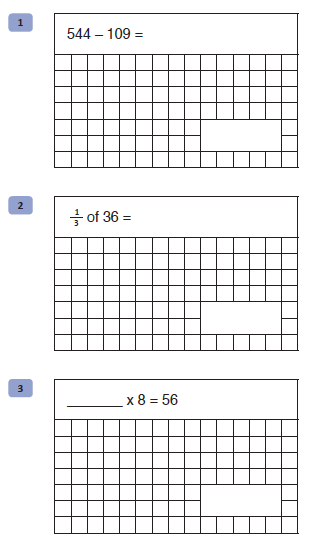 1
544 – 109 =
2
1/3 of 36 =
3
_______ x 8 = 56